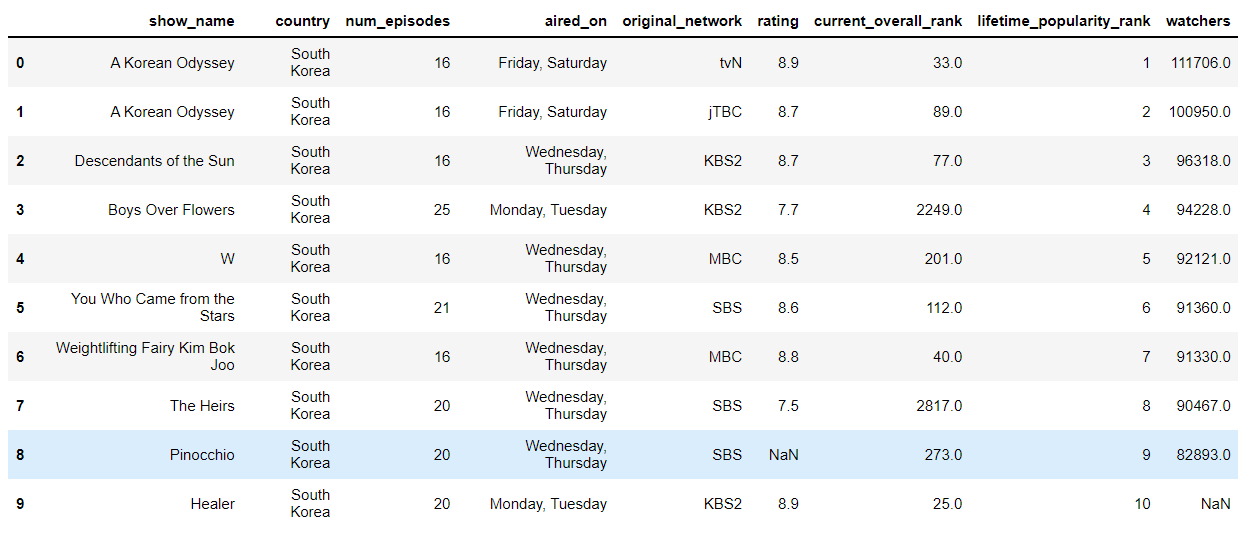 show_name country num_episodes aired_on original_network rating current_overall_rank lifetime_popularity_rank watchers
0 A Korean Odyssey South Korea 16 Friday, Saturday tvN 8.9 33.0 1 111706.0
1 A Korean Odyssey South Korea 16 Friday, Saturday jTBC 8.7 89.0 2 100950.0
2 Descendants of the Sun South Korea 16 Wednesday, Thursday KBS2 8.7 77.0 3 96318.0
3 Boys Over Flowers South Korea 25 Monday, Tuesday KBS2 7.7 2249.0 4 94228.0
4 W South Korea 16 Wednesday, Thursday MBC 8.5 201.0 5 92121.0
5 You Who Came from the Stars South Korea 21 Wednesday, Thursday SBS 8.6 112.0 6 91360.0
6 Weightlifting Fairy Kim Bok Joo South Korea 16 Wednesday, Thursday MBC 8.8 40.0 7 91330.0
7 The Heirs South Korea 20 Wednesday, Thursday SBS 7.5 2817.0 8 90467.0
8 Pinocchio South Korea 20 Wednesday, Thursday SBS NaN 273.0 9 82893.0
9 Healer South Korea 20 Monday, Tuesday KBS2 8.9 25.0 10 NaN